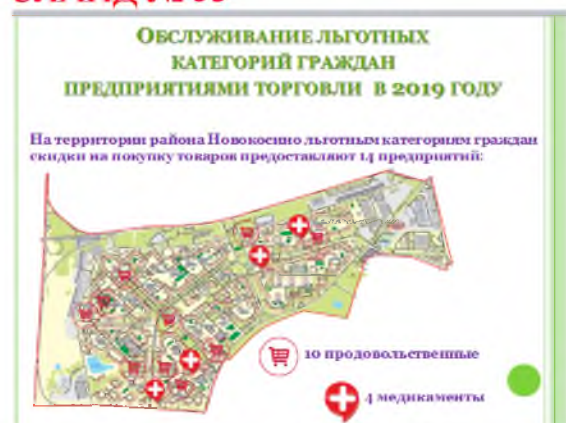 ОБСЛУЖИВАНИЕ ЛЬГОТНЫХ
КАТЕГОРИЙ ГРАЖДАН
ПРЕДПРИЯТИЯМИ ТОРГОВЛИ В 2019 ГОДУ
На территории района Новокосино льготным категориям граждан
скидки на покупку товаров предоставляют 14 предприятий:
10 продовольственные
4 медикаменты